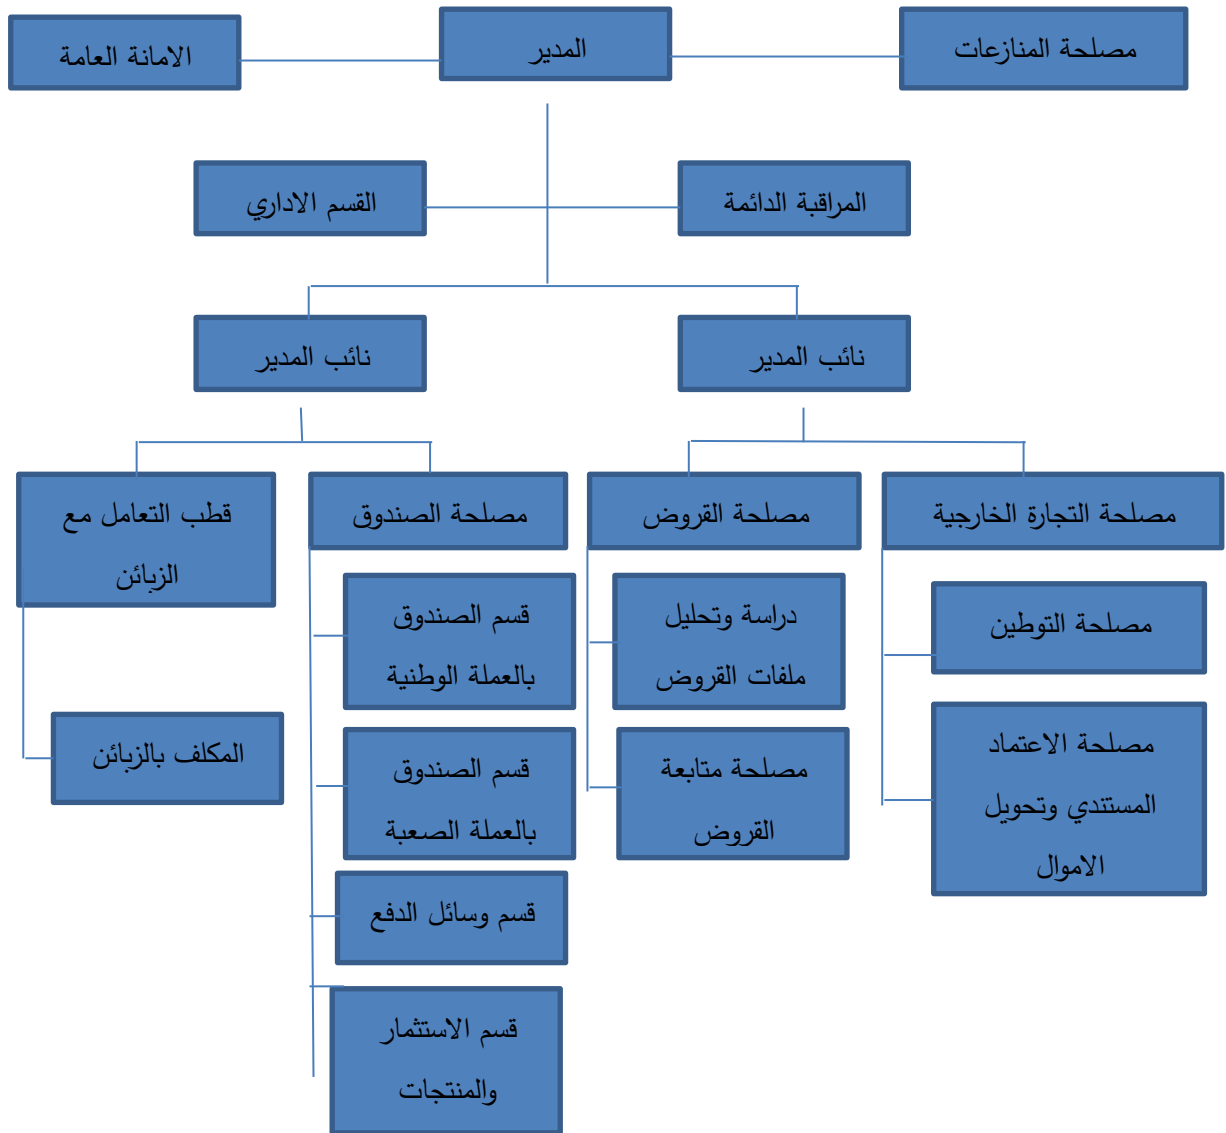 مصلحة المنازعات
المدير
الامانة العامة
المراقبة الدائمة
القسم الاداري
نائب المدير
نائب المدير
مصلحة التجارة الخارجية
مصلحة القروض
مصلحة الصندوق
قطب التعامل مع
الزبائن
مصلحة التوطين
مصلحة الاعتماد
المستندي وتحويل
الاموال
دراسة وتحليل
ملفات القروض
مصلحة متابعة
القروض
قسم الصندوق
بالعملة الوطنية
قسم الصندوق
بالعملة الصعبة
قسم وسائل الدفع
قسم الاستثمار
والمنتجات
المكلف بالزبائن